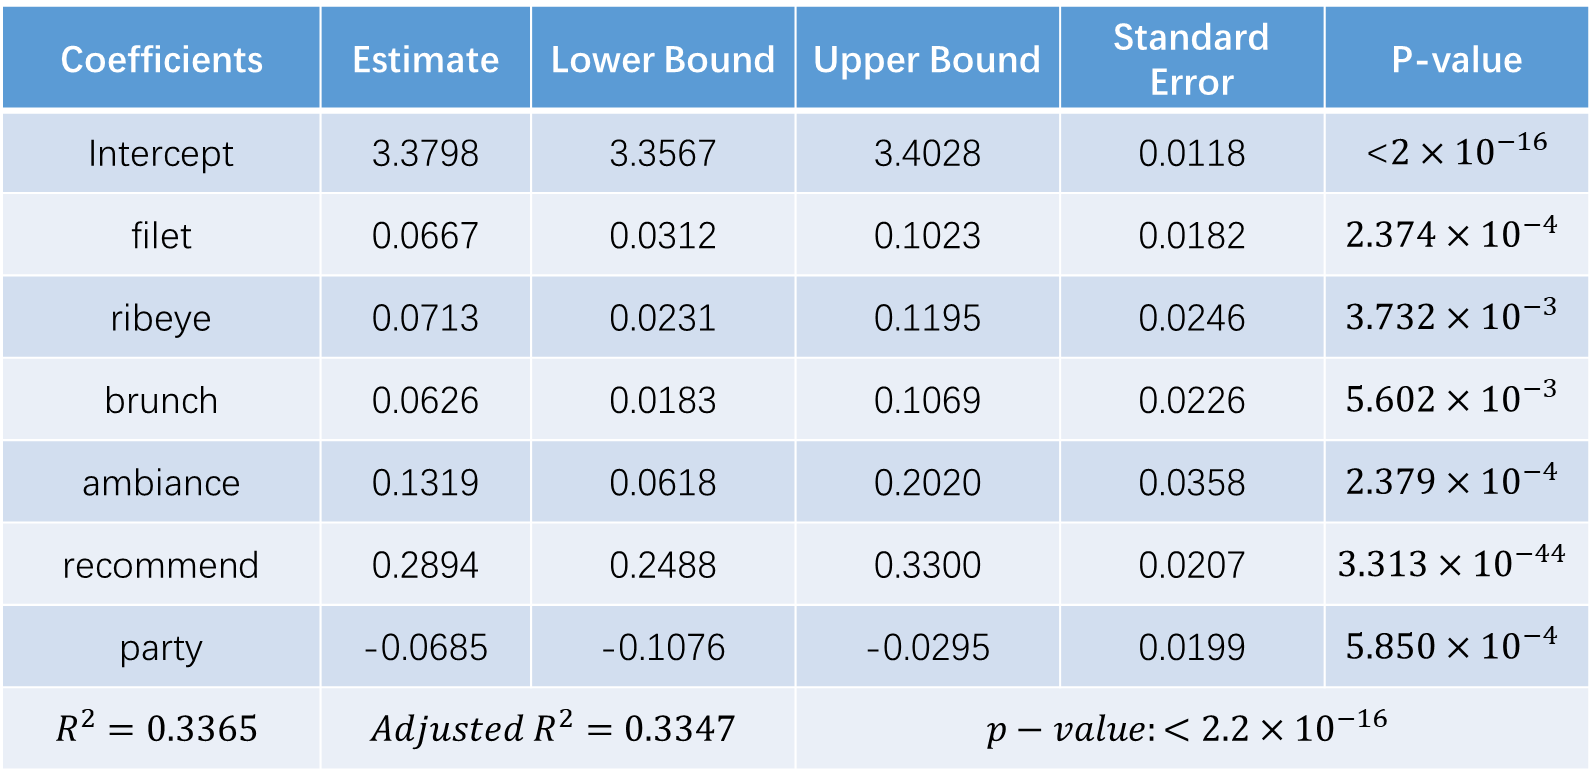 Coefficients Estimate Lower Bound Upper Bound Standard Error P-value
Intercept 3.3798 3.3567 3.4028 0.0118 <2 × 10⁻¹⁶
filet 0.0667 0.0312 0.1023 0.0182 2.374 × 10⁻⁴
ribeye 0.0713 0.0231 0.1195 0.0246 3.732 × 10⁻³
brunch 0.0626 0.0183 0.1069 0.0226 5.602 × 10⁻³
ambiance 0.1319 0.0618 0.2020 0.0358 2.379 × 10⁻⁴
recommend 0.2894 0.2488 0.3300 0.0207 3.313 × 10⁻⁴⁴
party -0.0685 -0.1076 -0.0295 0.0199 5.850 × 10⁻⁴
R² = 0.3365 Adjusted R² = 0.3347 p − value: < 2.2 × 10⁻¹⁶